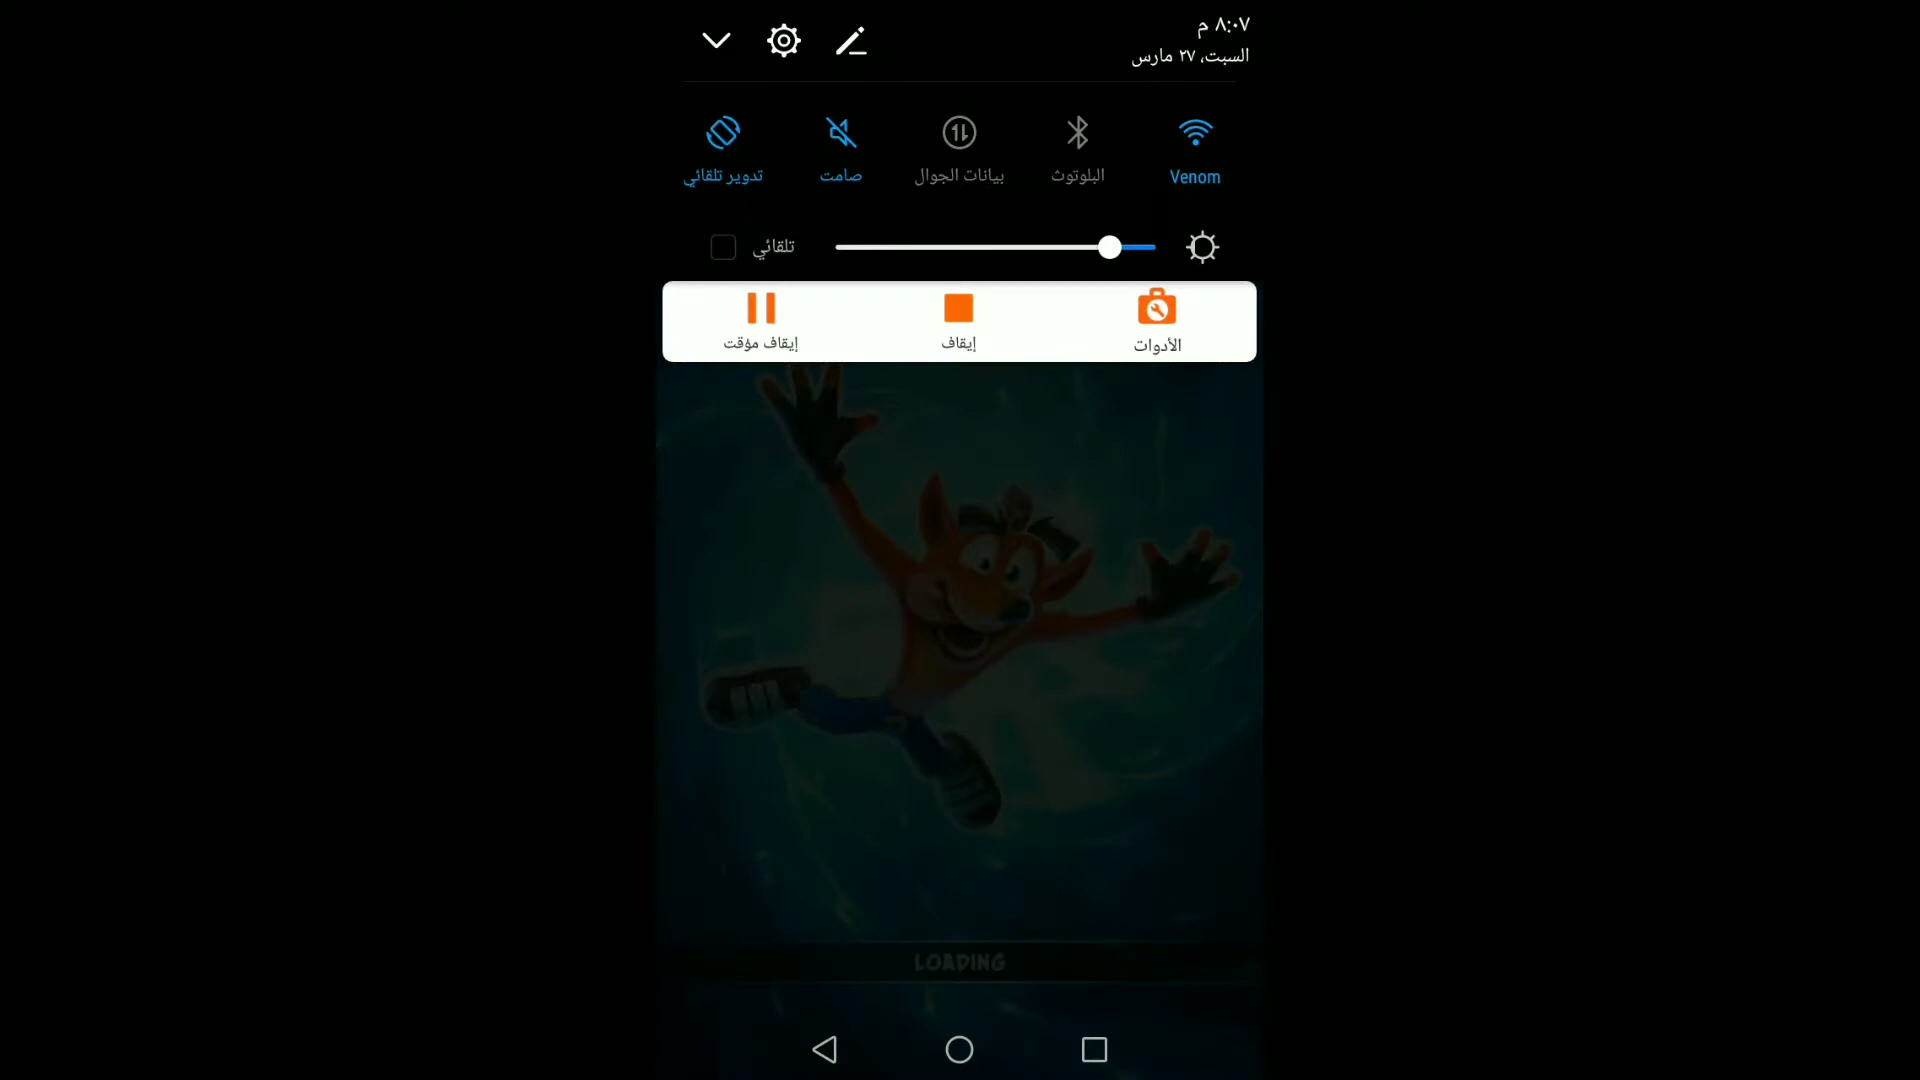 ٨:٠٧ م
السبت، ٢٧ مارس
Venom
البلوتوث
بيانات الجوال
صامت
تدوير تلقائي
تلقائي
الأدوات
إيقاف
إيقاف مؤقت
LOADING